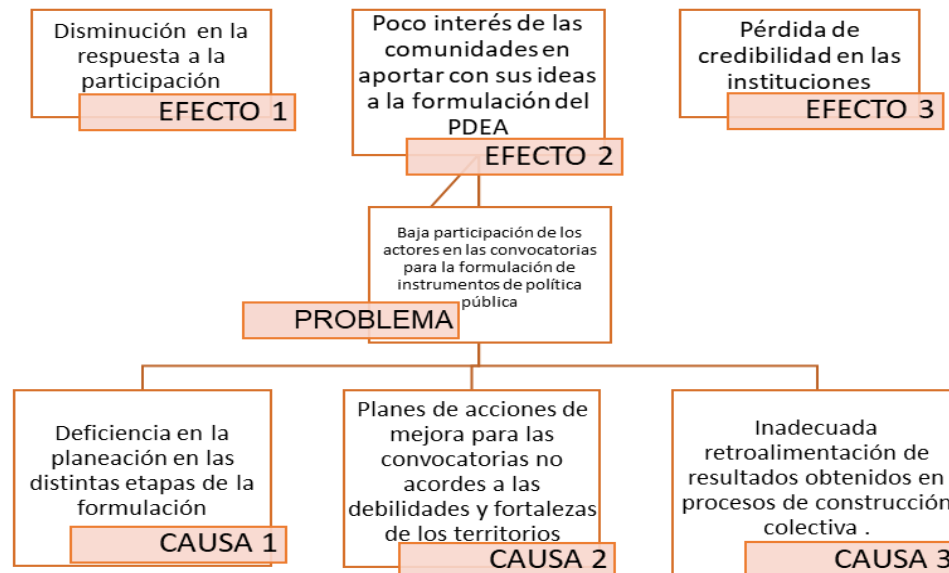 Disminución en la
respuesta a la
participación
EFECTO 1
Poco interés de las
comunidades en
aportar con sus ideas
a la formulación del
PDEA
EFECTO 2
Pérdida de
credibilidad en las
instituciones
EFECTO 3
Baja participación de los
actores en las convocatorias
para la formulación de
instrumentos de política
pública
PROBLEMA
Deficiencia en la
planeación en las
distintas etapas de la
formulación
CAUSA 1
Planes de acciones de
mejora para las
convocatorias no
acordes a las
debilidades y fortalezas
de los territorios
CAUSA 2
Inadecuada
retroalimentación de
resultados obtenidos en
procesos de construcción
colectiva .
CAUSA 3